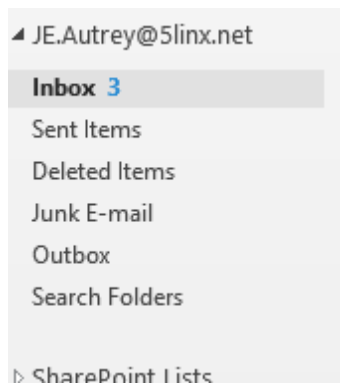 JE.Autrey@5linx.net
Inbox 3
Sent Items
Deleted Items
Junk E-mail
Outbox
Search Folders
SharePoint Lists